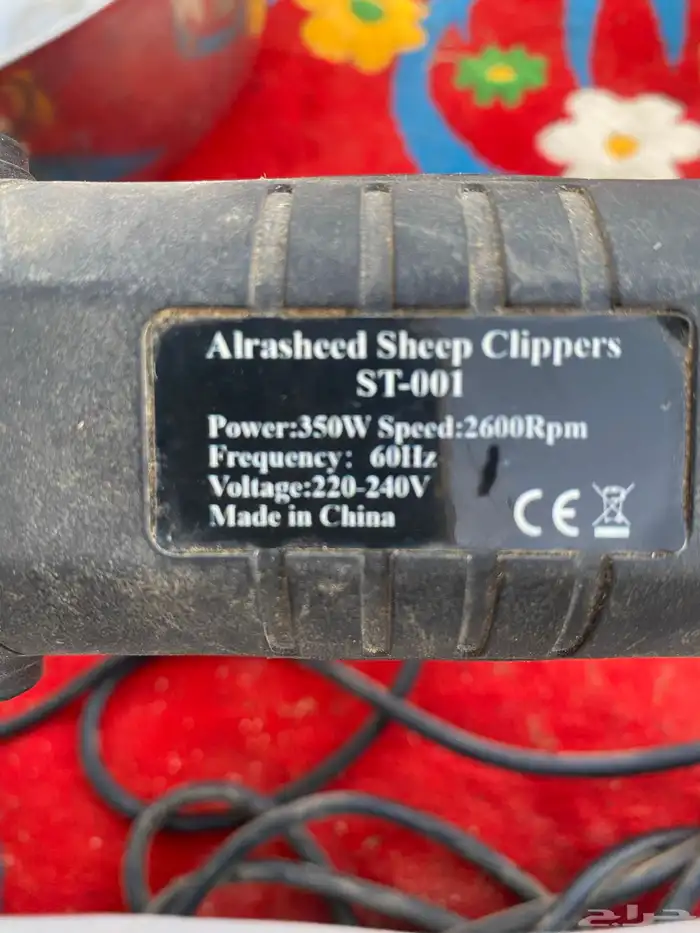 Alrasheed Sheep Clippers
ST-001
Power:350W Speed:2600Rpm
Frequency: 60Hz
Voltage:220-240V
Made in China
CE
حراج